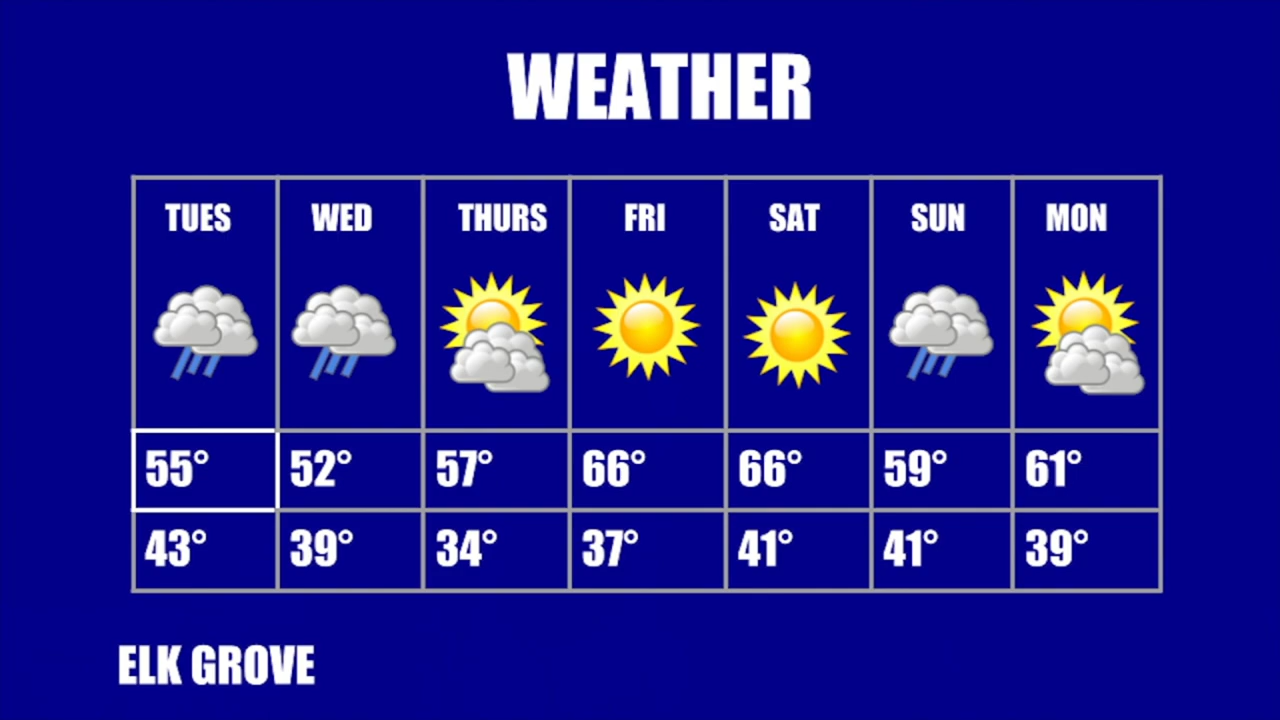 WEATHER
TUES WED THURS FRI SAT SUN MON
55° 52° 57° 66° 66° 59° 61°
43° 39° 34° 37° 41° 41° 39°
ELK GROVE